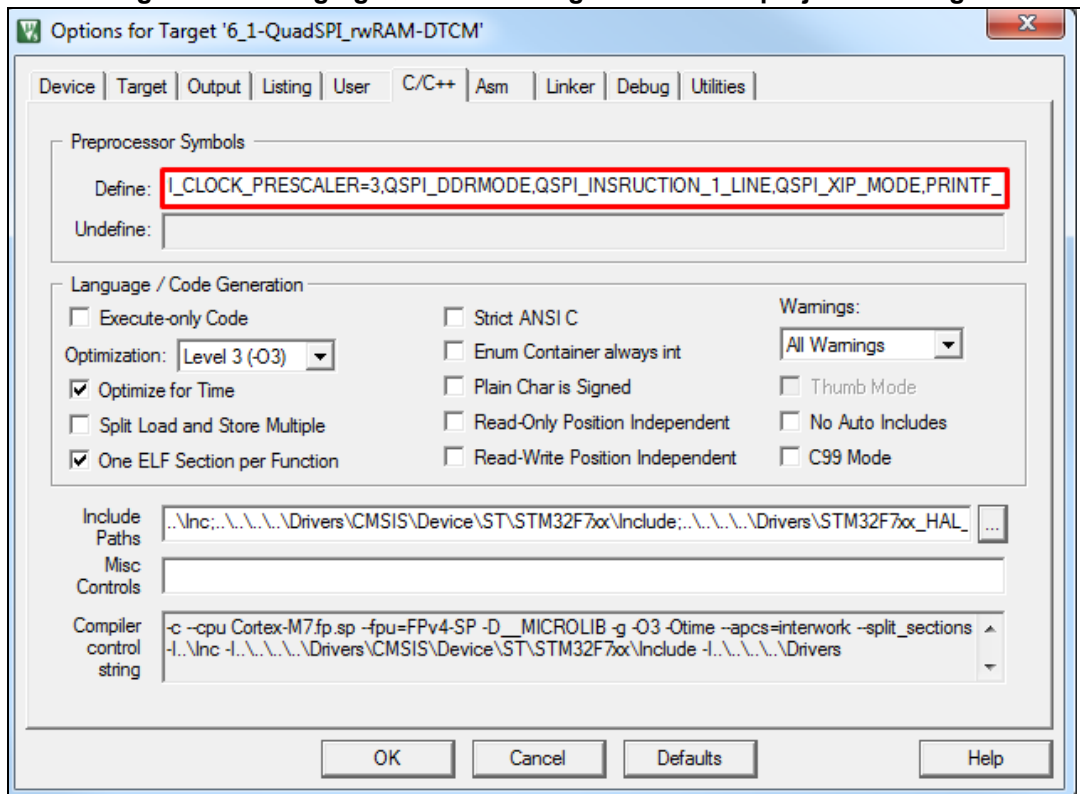 Options for Target '6_1-QuadSPI_rwRAM-DTCM'
Device Target Output Listing User C/C++ Asm Linker Debug Utilities
Preprocessor Symbols
Define: I_CLOCK_PRESCALER=3,QSPI_DDRMODE,QSPI_INSRUCTION_1_LINE,QSPI_XIP_MODE,PRINTF_
Undefine:
Language / Code Generation
Execute-only Code
Optimization: Level 3 (-O3)
Optimize for Time
Split Load and Store Multiple
One ELF Section per Function
Strict ANSI C
Enum Container always int
Plain Char is Signed
Read-Only Position Independent
Read-Write Position Independent
Warnings:
All Warnings
Thumb Mode
No Auto Includes
C99 Mode
Include Paths ..\Inc;..\..\..\..\Drivers\CMSIS\Device\ST\STM32F7xx\Include;..\..\..\..\Drivers\STM32F7xx_HAL_ ...
Misc Controls
Compiler control string
-c --cpu Cortex-M7.fp.sp --fpu=FPv4-SP -D__MICROLIB -g -O3 -Otime --apcs=interwork --split_sections
-I..\Inc -I..\..\..\..\Drivers\CMSIS\Device\ST\STM32F7xx\Include -I..\..\..\..\Drivers
OK Cancel Defaults Help